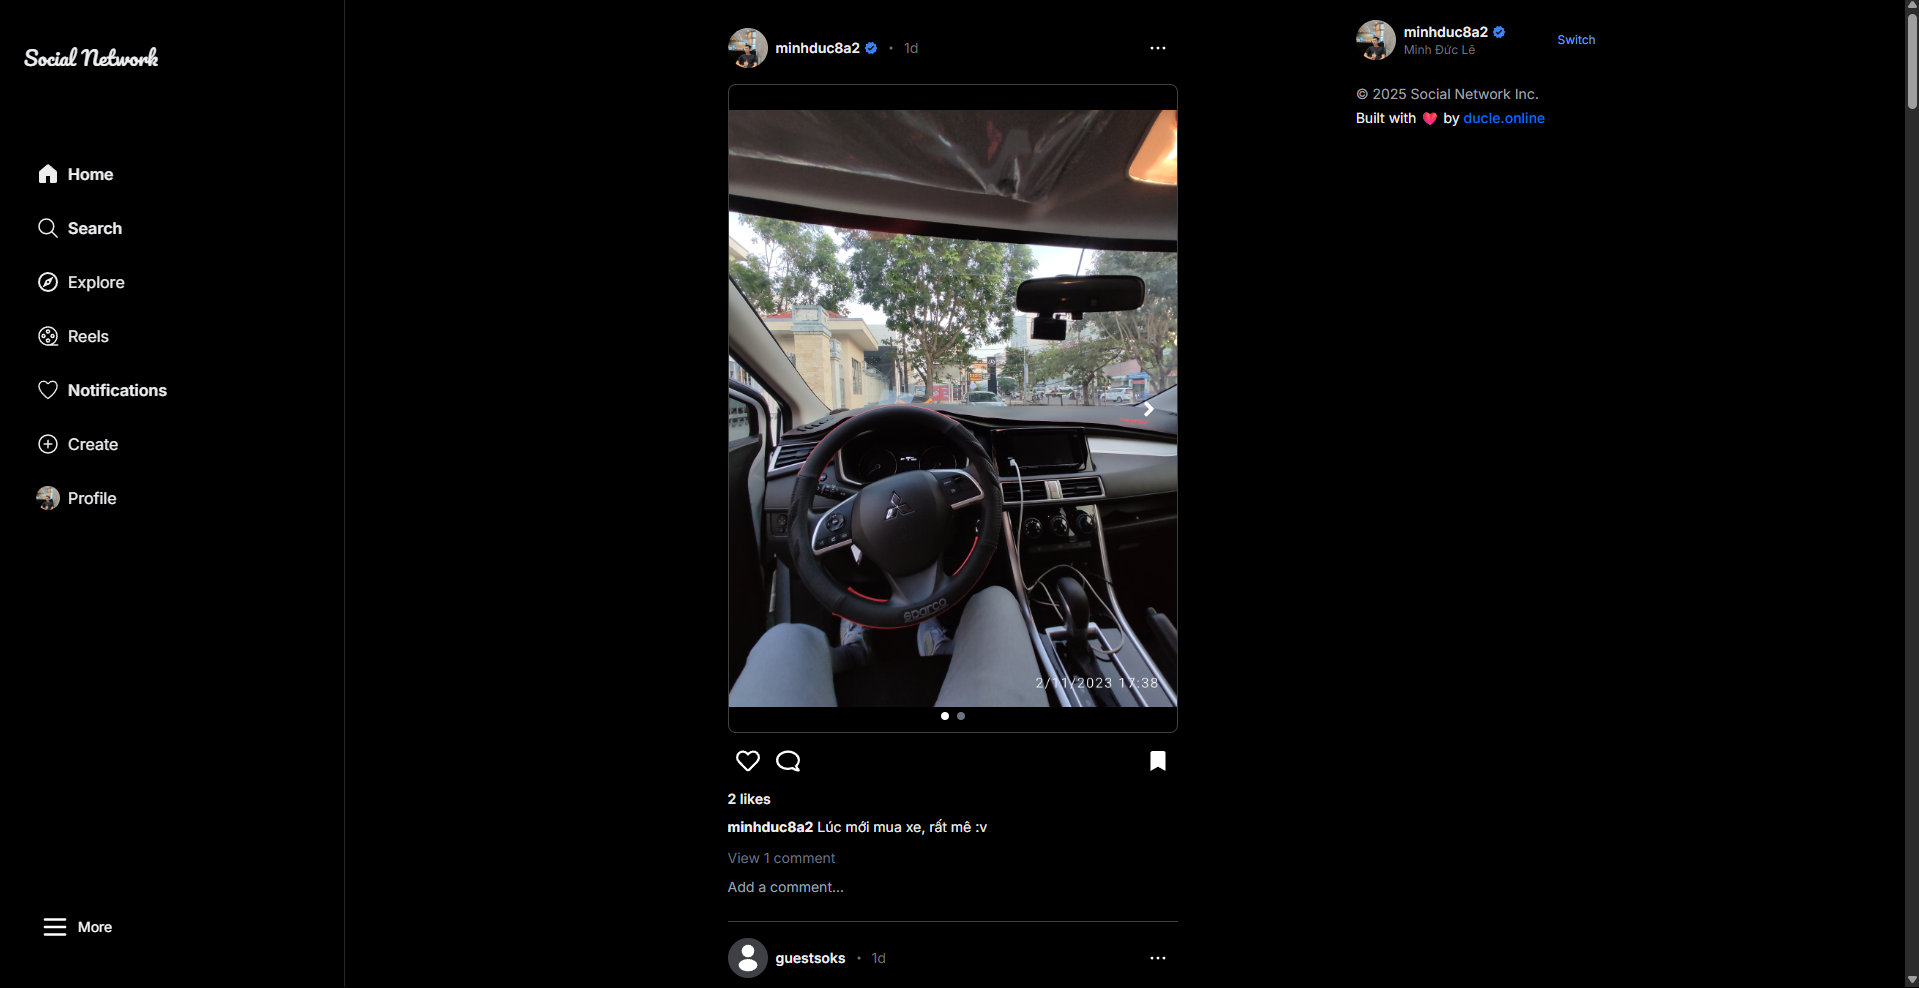 Social Network
Home
Search
Explore
Reels
Notifications
Create
Profile
More
minhduc8a2 • 1d
sparco
2/11/2023 17:38
2 likes
minhduc8a2 Lúc mới mua xe, rất mê :v
View 1 comment
Add a comment...
guestsoks • 1d
minhduc8a2
Minh Đức Lê
Switch
© 2025 Social Network Inc.
Built with ❤️ by ducle.online